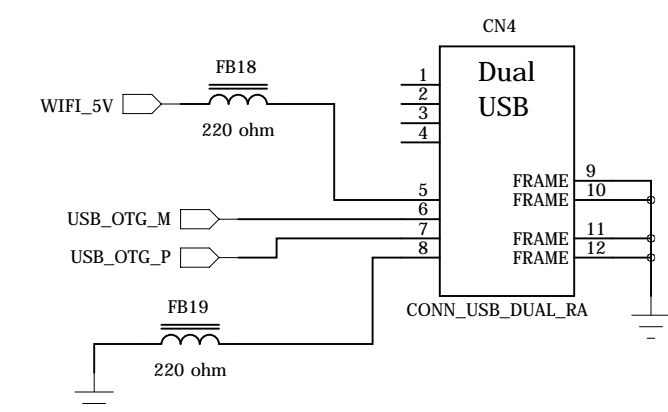 CN4
FB18
WIFI_5V
220 ohm
1
2
3
4
Dual
USB
5
6
7
8
FRAME 9
FRAME 10
FRAME 11
FRAME 12
USB_OTG_M
USB_OTG_P
CONN_USB_DUAL_RA
FB19
220 ohm